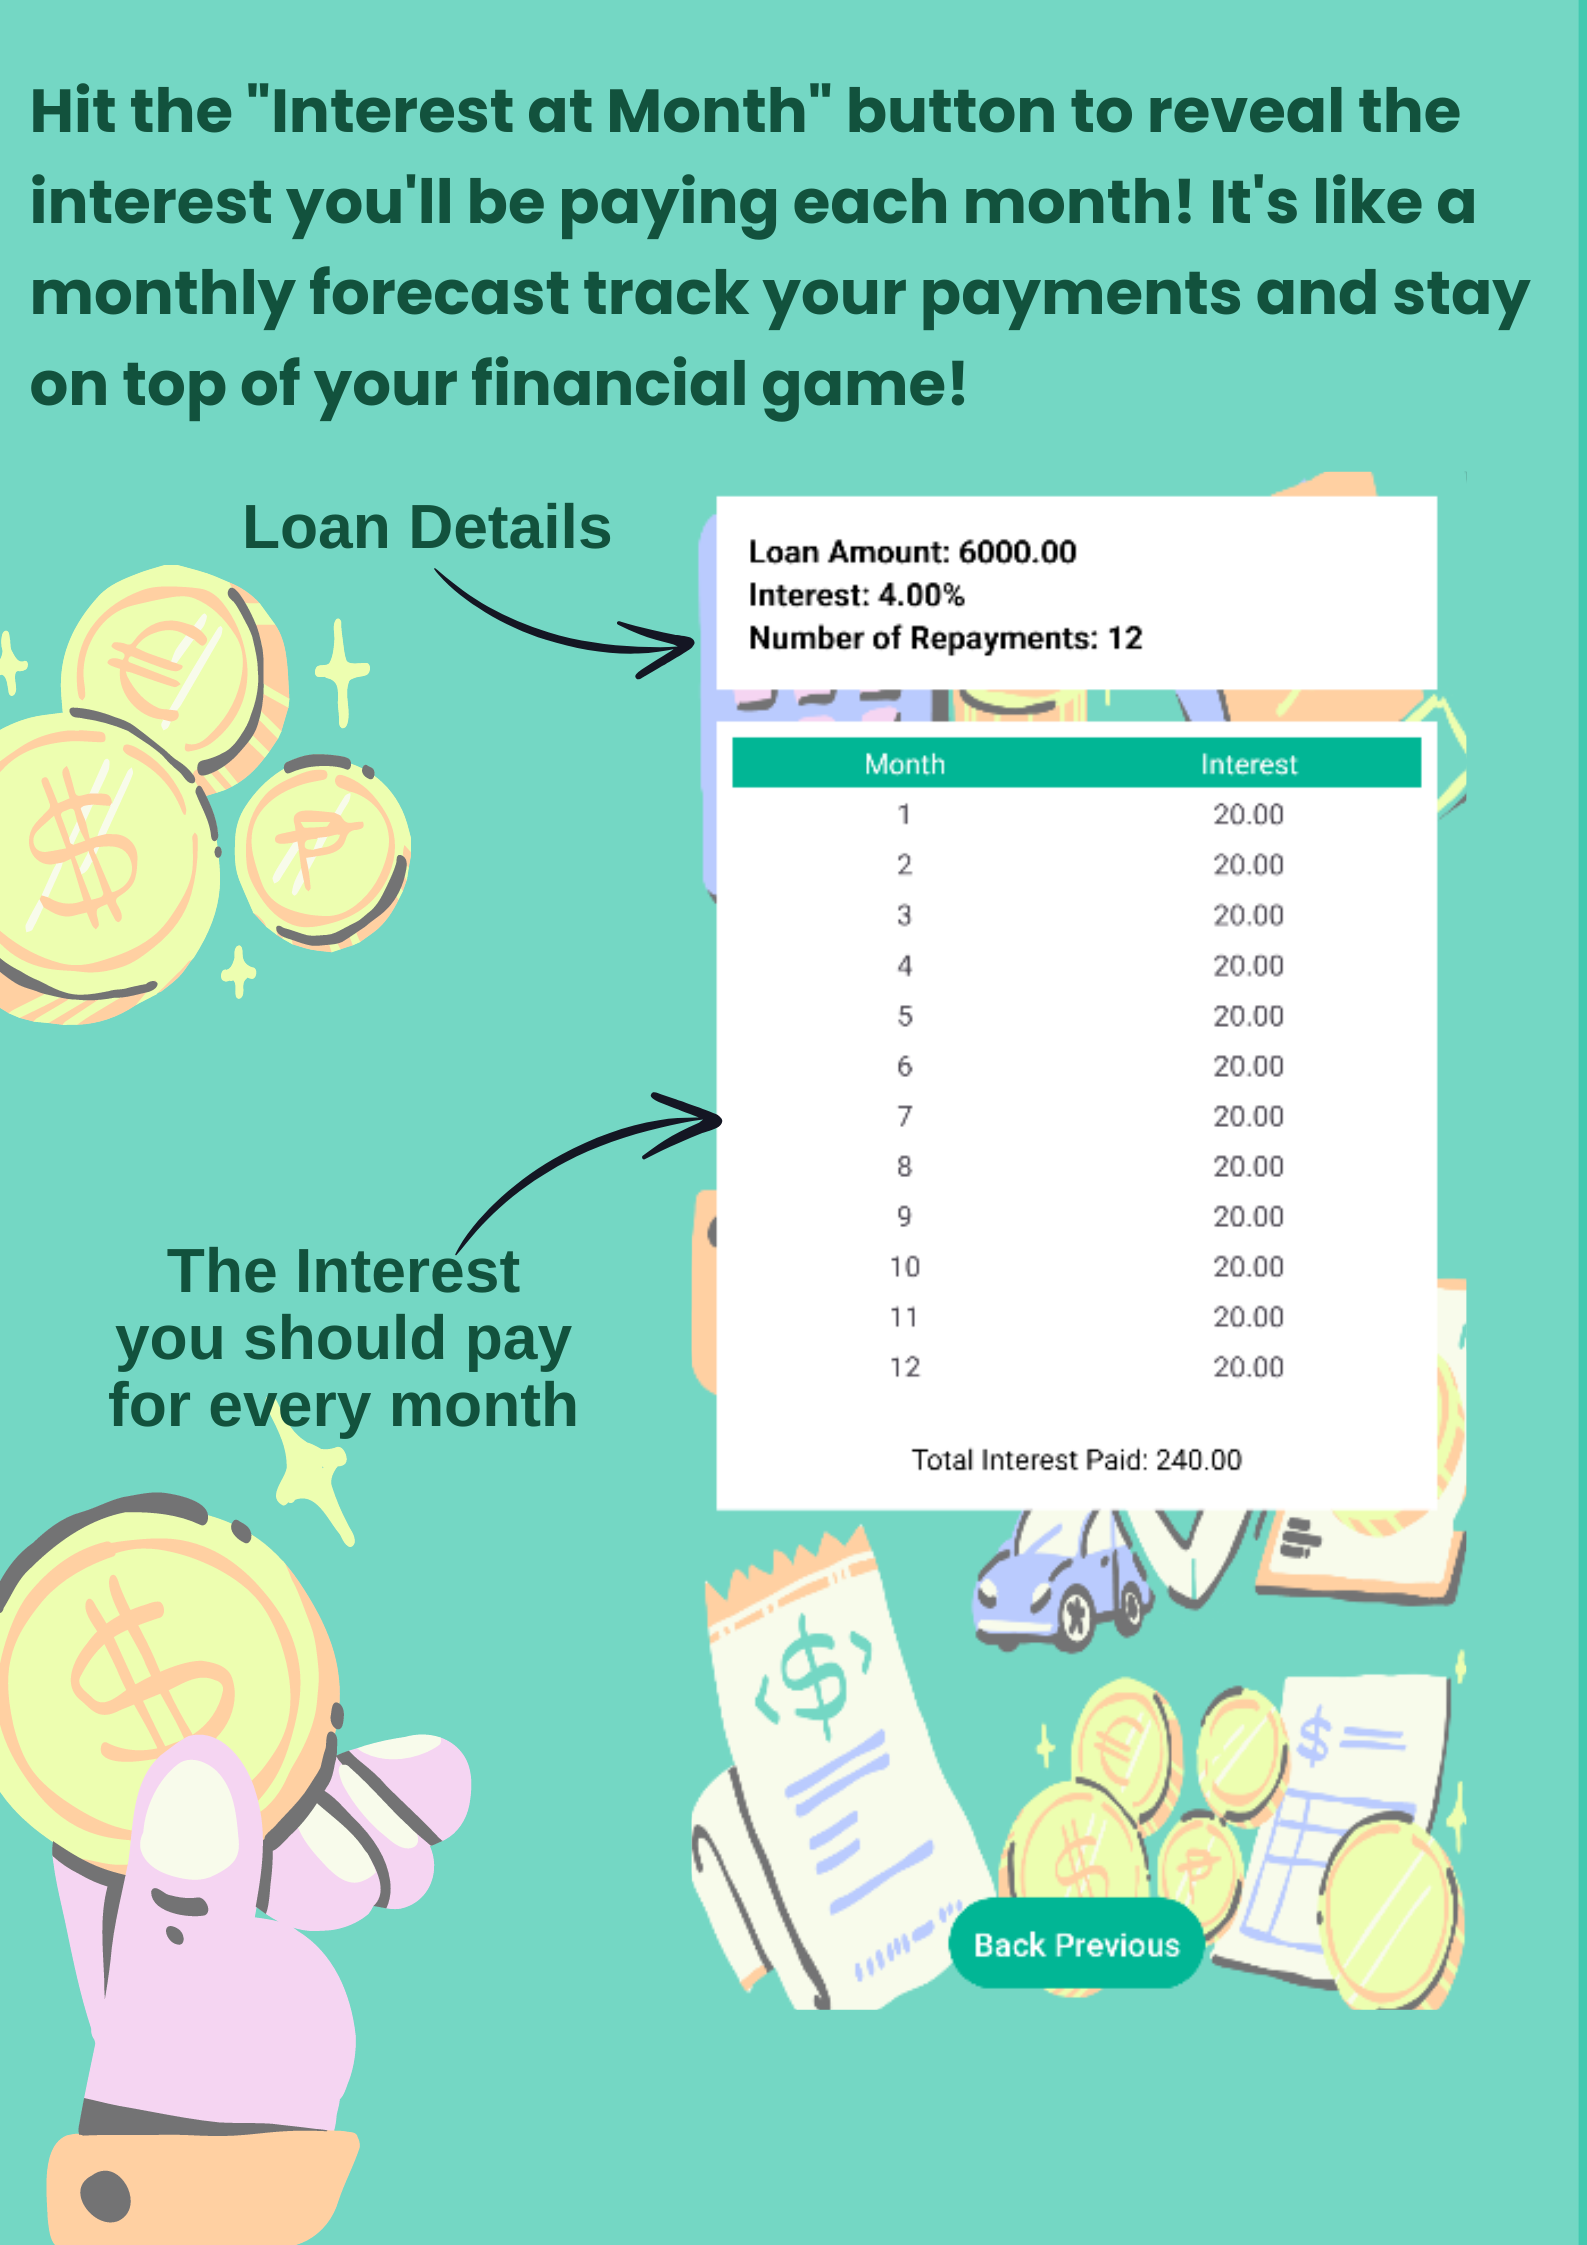 Hit the "Interest at Month" button to reveal the
interest you'll be paying each month! It's like a
monthly forecast track your payments and stay
on top of your financial game!
Loan Details
Loan Amount: 6000.00
Interest: 4.00%
Number of Repayments: 12
Month Interest
1 20.00
2 20.00
3 20.00
4 20.00
5 20.00
6 20.00
7 20.00
8 20.00
9 20.00
10 20.00
11 20.00
12 20.00
Total Interest Paid: 240.00
The Interest
you should pay
for every month
Back Previous